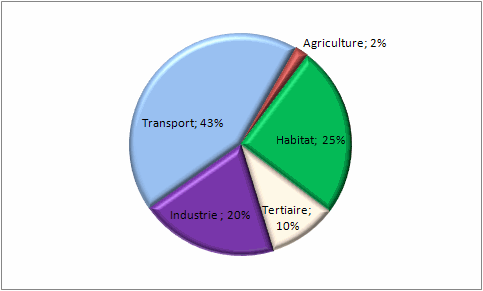 Agriculture; 2%
Transport; 43%
Habitat; 25%
Industrie ; 20%
Tertiaire;
10%